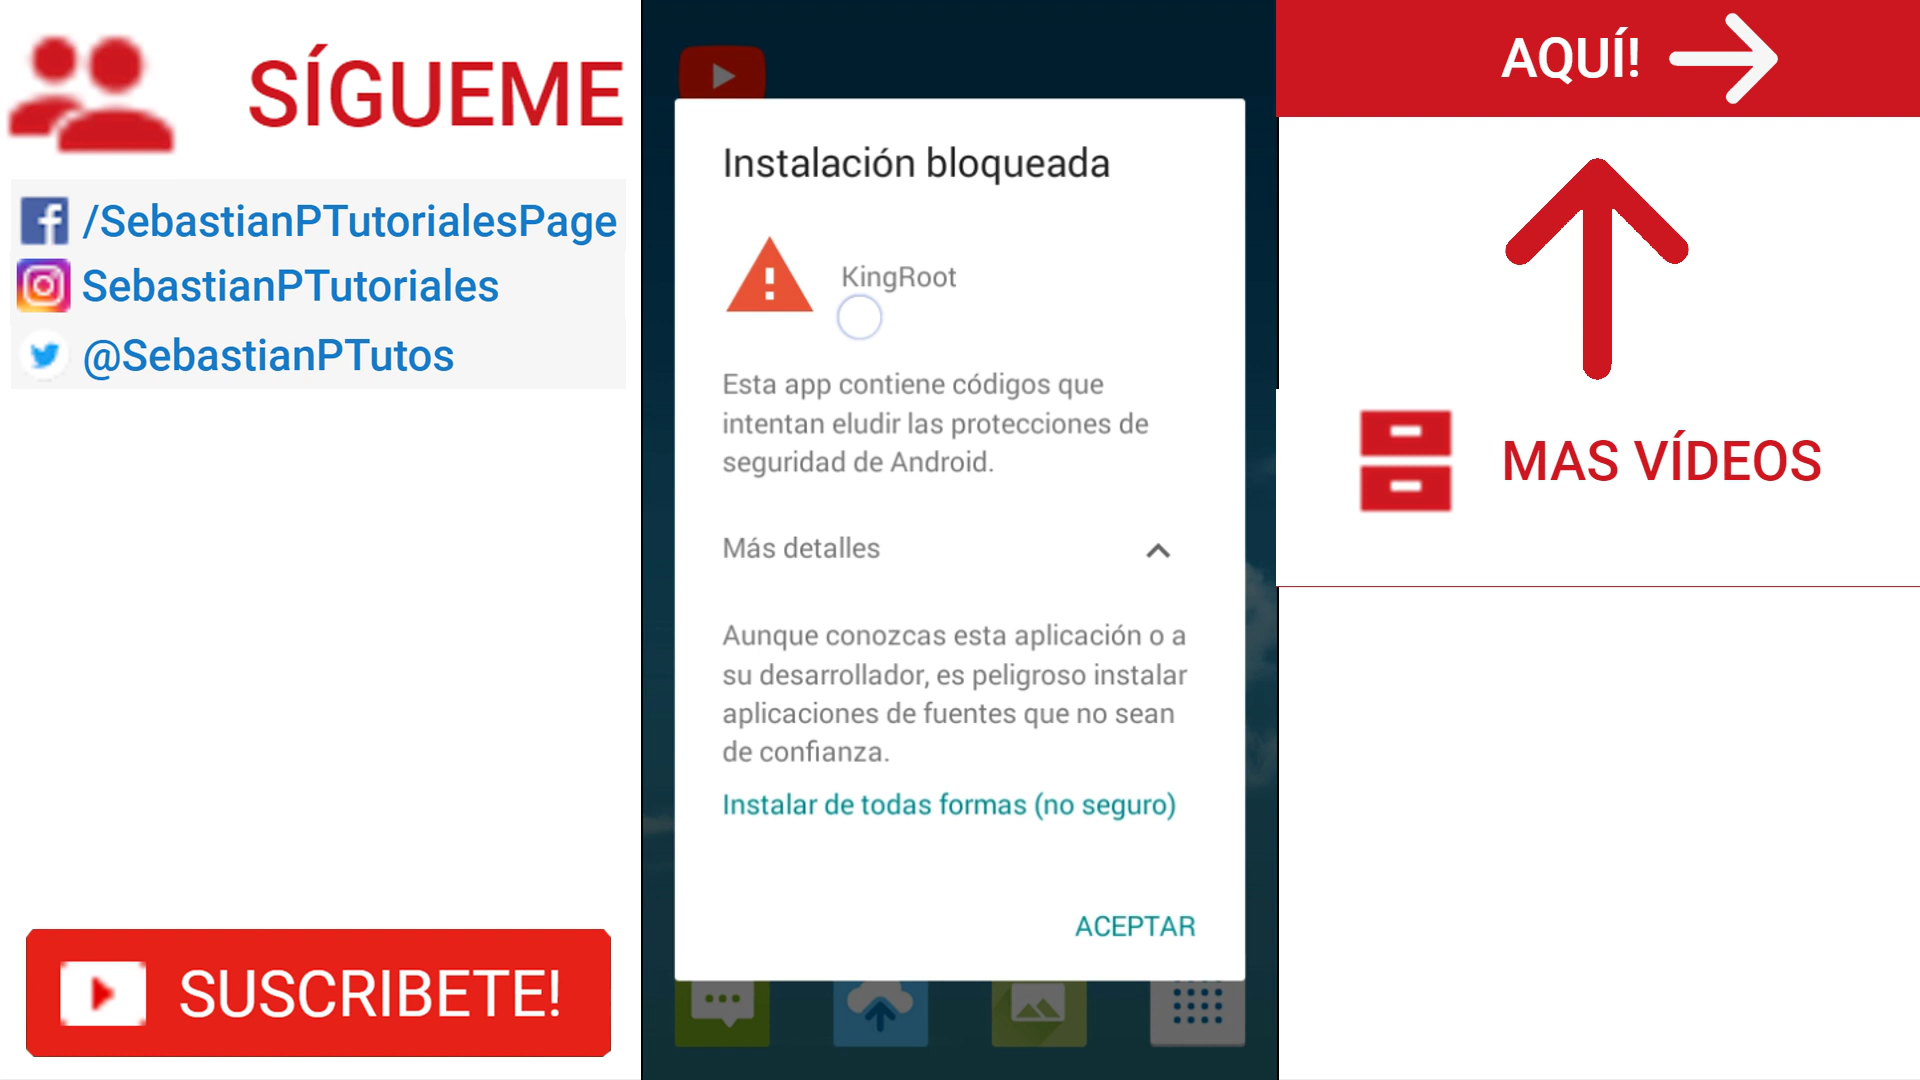 SÍGUEME
/SebastianPTutorialesPage
SebastianPTutoriales
@SebastianPTutos
SUSCRIBETE!
Instalación bloqueada
KingRoot
Esta app contiene códigos que
intentan eludir las protecciones de
seguridad de Android.
Más detalles
Aunque conozcas esta aplicación o a
su desarrollador, es peligroso instalar
aplicaciones de fuentes que no sean
de confianza.
Instalar de todas formas (no seguro)
ACEPTAR
AQUÍ!
MAS VÍDEOS